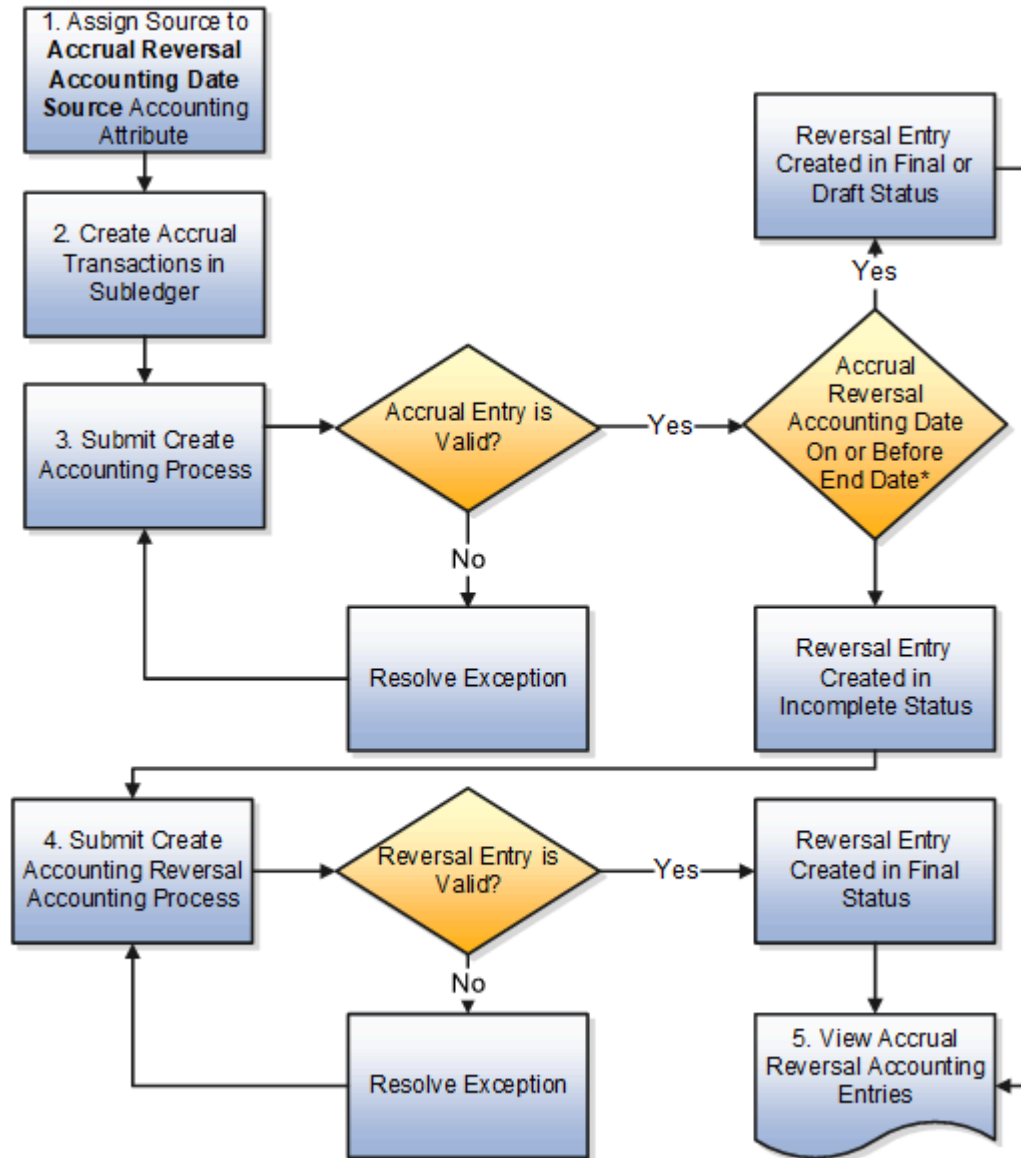 1. Assign Source to
Accrual Reversal
Accounting Date
Source Accounting
Attribute
2. Create Accrual
Transactions in
Subledger
3. Submit Create
Accounting Process
Accrual Entry is
Valid?
Yes
No
Resolve Exception
Accrual
Reversal
Accounting Date
On or Before
End Date*
Yes
Reversal Entry
Created in Final or
Draft Status
Reversal Entry
Created in
Incomplete Status
4. Submit Create
Accounting Reversal
Accounting Process
Reversal Entry is
Valid?
Yes
No
Resolve Exception
Reversal Entry
Created in Final
Status
5. View Accrual
Reversal Accounting
Entries